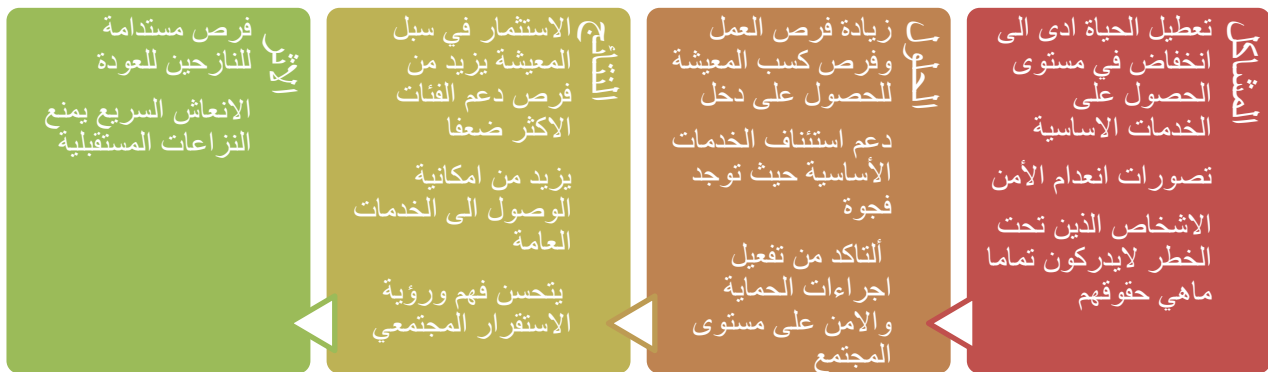 المشاكل
تعطيل الحياة ادى الى
انخفاض في مستوى
الحصول على
الخدمات الاساسية
تصورات انعدام الأمن
الاشخاص الذين تحت
الخطر لايدركون تماما
ماهي حقوقهم
الحلول
زيادة فرص العمل
وفرص كسب المعيشة
للحصول على دخل
دعم استئناف الخدمات
الأساسية حيث توجد
فجوة
ألتاكد من تفعيل
اجراءات الحماية
والامن على مستوى
المجتمع
النتائج
الاستثمار في سبل
المعيشة يزيد من
فرص دعم الفئات
الاكثر ضعفا
يزيد من امكانية
الوصول الى الخدمات
العامة
يتحسن فهم ورؤية
الاستقرار المجتمعي
الاثر
فرص مستدامة
للنازحين للعودة
الانعاش السريع يمنع
النزاعات المستقبلية